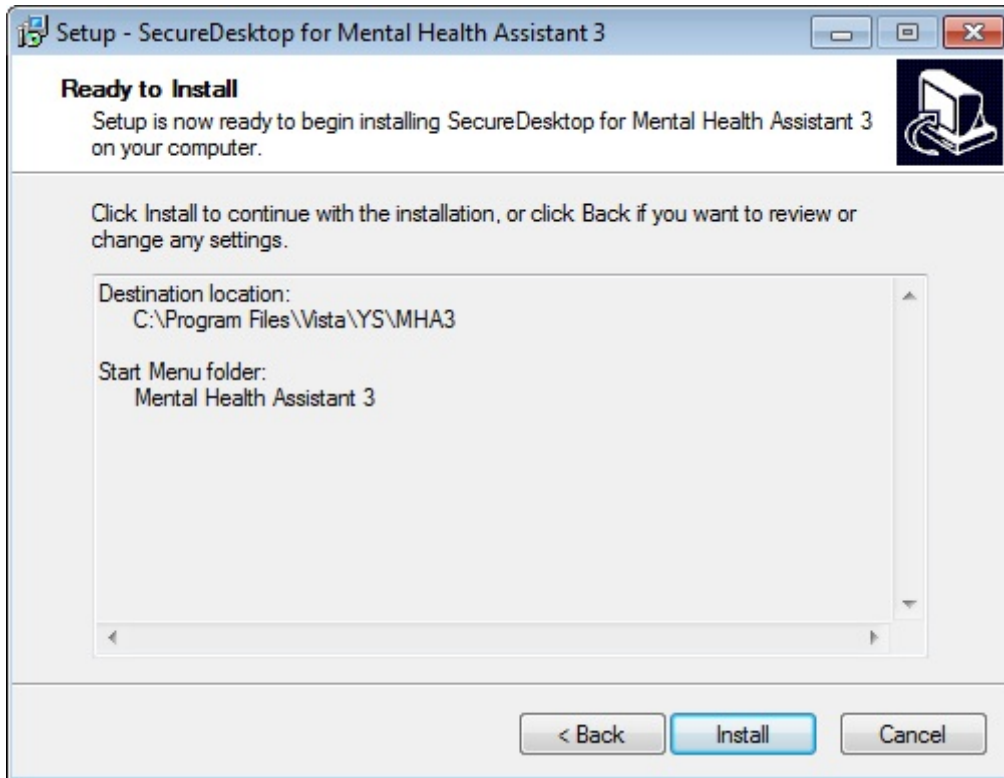 Setup - SecureDesktop for Mental Health Assistant 3
Ready to Install
Setup is now ready to begin installing SecureDesktop for Mental Health Assistant 3
on your computer.
Click Install to continue with the installation, or click Back if you want to review or
change any settings.
Destination location:
C:\Program Files\Vista\YS\MHA3
Start Menu folder:
Mental Health Assistant 3
< Back
Install
Cancel